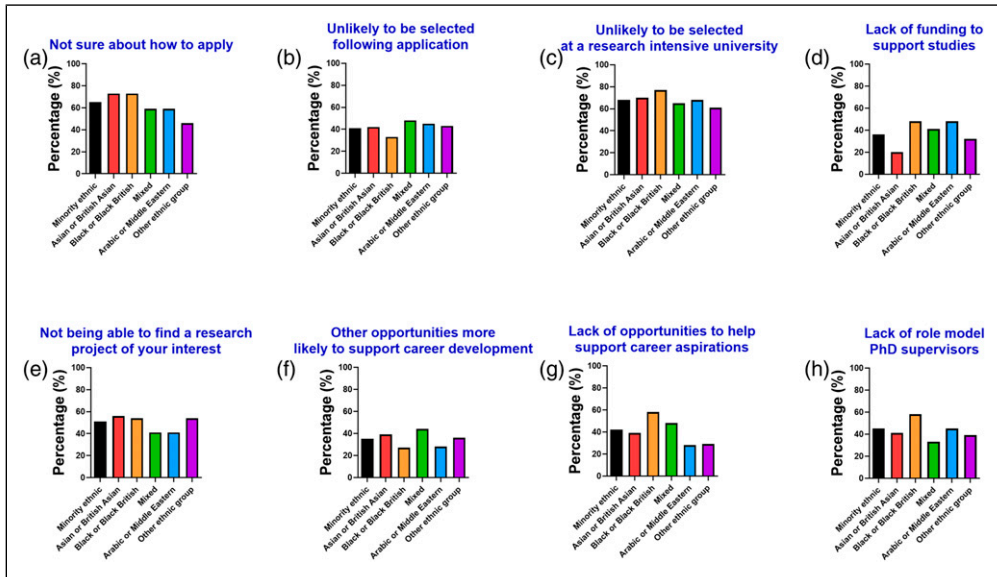 (a)
Not sure about how to apply
Percentage (%)
100
80
60
40
20
0
Minority ethnic
Asian or British Asian
Black or Black British
Mixed
Arabic or Middle Eastern
Other ethnic group
(b)
Unlikely to be selected
following application
Percentage (%)
100
80
60
40
20
0
Minority ethnic
Asian or British Asian
Black or Black British
Mixed
Arabic or Middle Eastern
Other ethnic group
(c)
Unlikely to be selected
at a research intensive university
Percentage (%)
100
80
60
40
20
0
Minority ethnic
Asian or British Asian
Black or Black British
Mixed
Arabic or Middle Eastern
Other ethnic group
(d)
Lack of funding to
support studies
Percentage (%)
100
80
60
40
20
0
Minority ethnic
Asian or British Asian
Black or Black British
Mixed
Arabic or Middle Eastern
Other ethnic group
(e)
Not being able to find a research
project of your interest
Percentage (%)
100
80
60
40
20
0
Minority ethnic
Asian or British Asian
Black or Black British
Mixed
Arabic or Middle Eastern
Other ethnic group
(f)
Other opportunities more
likely to support career development
Percentage (%)
100
80
60
40
20
0
Minority ethnic
Asian or British Asian
Black or Black British
Mixed
Arabic or Middle Eastern
Other ethnic group
(g)
Lack of opportunities to help
support career aspirations
Percentage (%)
100
80
60
40
20
0
Minority ethnic
Asian or British Asian
Black or Black British
Mixed
Arabic or Middle Eastern
Other ethnic group
(h)
Lack of role model
PhD supervisors
Percentage (%)
100
80
60
40
20
0
Minority ethnic
Asian or British Asian
Black or Black British
Mixed
Arabic or Middle Eastern
Other ethnic group